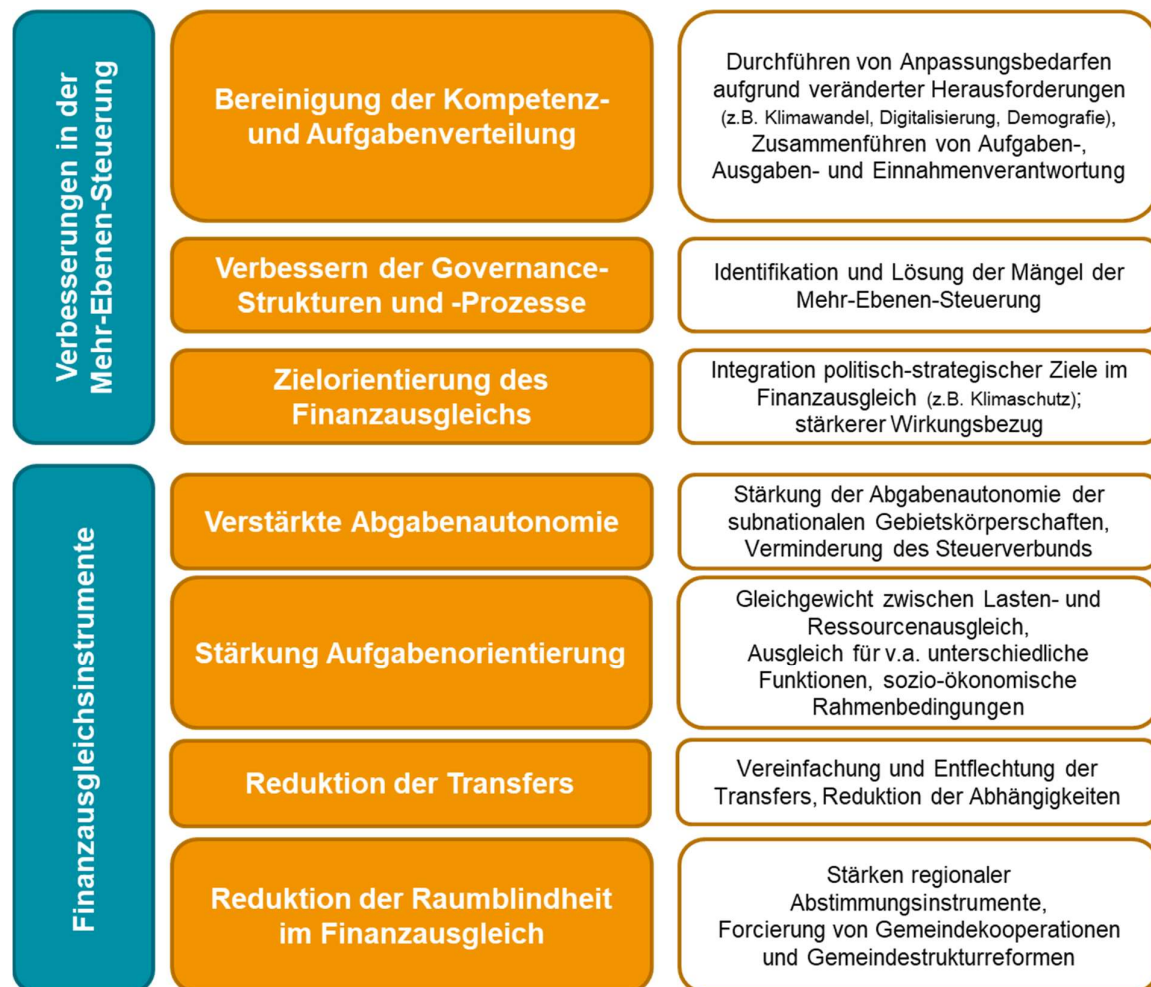 Verbesserungen in der
Mehr-Ebenen-Steuerung
Bereinigung der Kompetenz-
und Aufgabenverteilung
Durchführen von Anpassungsbedarfen
aufgrund veränderter Herausforderungen
(z.B. Klimawandel, Digitalisierung, Demografie),
Zusammenführen von Aufgaben-,
Ausgaben- und Einnahmenverantwortung
Verbessern der Governance-
Strukturen und -Prozesse
Identifikation und Lösung der Mängel der
Mehr-Ebenen-Steuerung
Zielorientierung des
Finanzausgleichs
Integration politisch-strategischer Ziele im
Finanzausgleich (z.B. Klimaschutz);
stärkerer Wirkungsbezug
Finanzausgleichsinstrumente
Verstärkte Abgabenautonomie
Stärkung der Abgabenautonomie der
subnationalen Gebietskörperschaften,
Verminderung des Steuerverbunds
Stärkung Aufgabenorientierung
Gleichgewicht zwischen Lasten- und
Ressourcenausgleich,
Ausgleich für v.a. unterschiedliche
Funktionen, sozio-ökonomische
Rahmenbedingungen
Reduktion der Transfers
Vereinfachung und Entflechtung der
Transfers, Reduktion der Abhängigkeiten
Reduktion der Raumblindheit
im Finanzausgleich
Stärken regionaler
Abstimmungsinstrumente,
Forcierung von Gemeindekooperationen
und Gemeindestrukturreformen